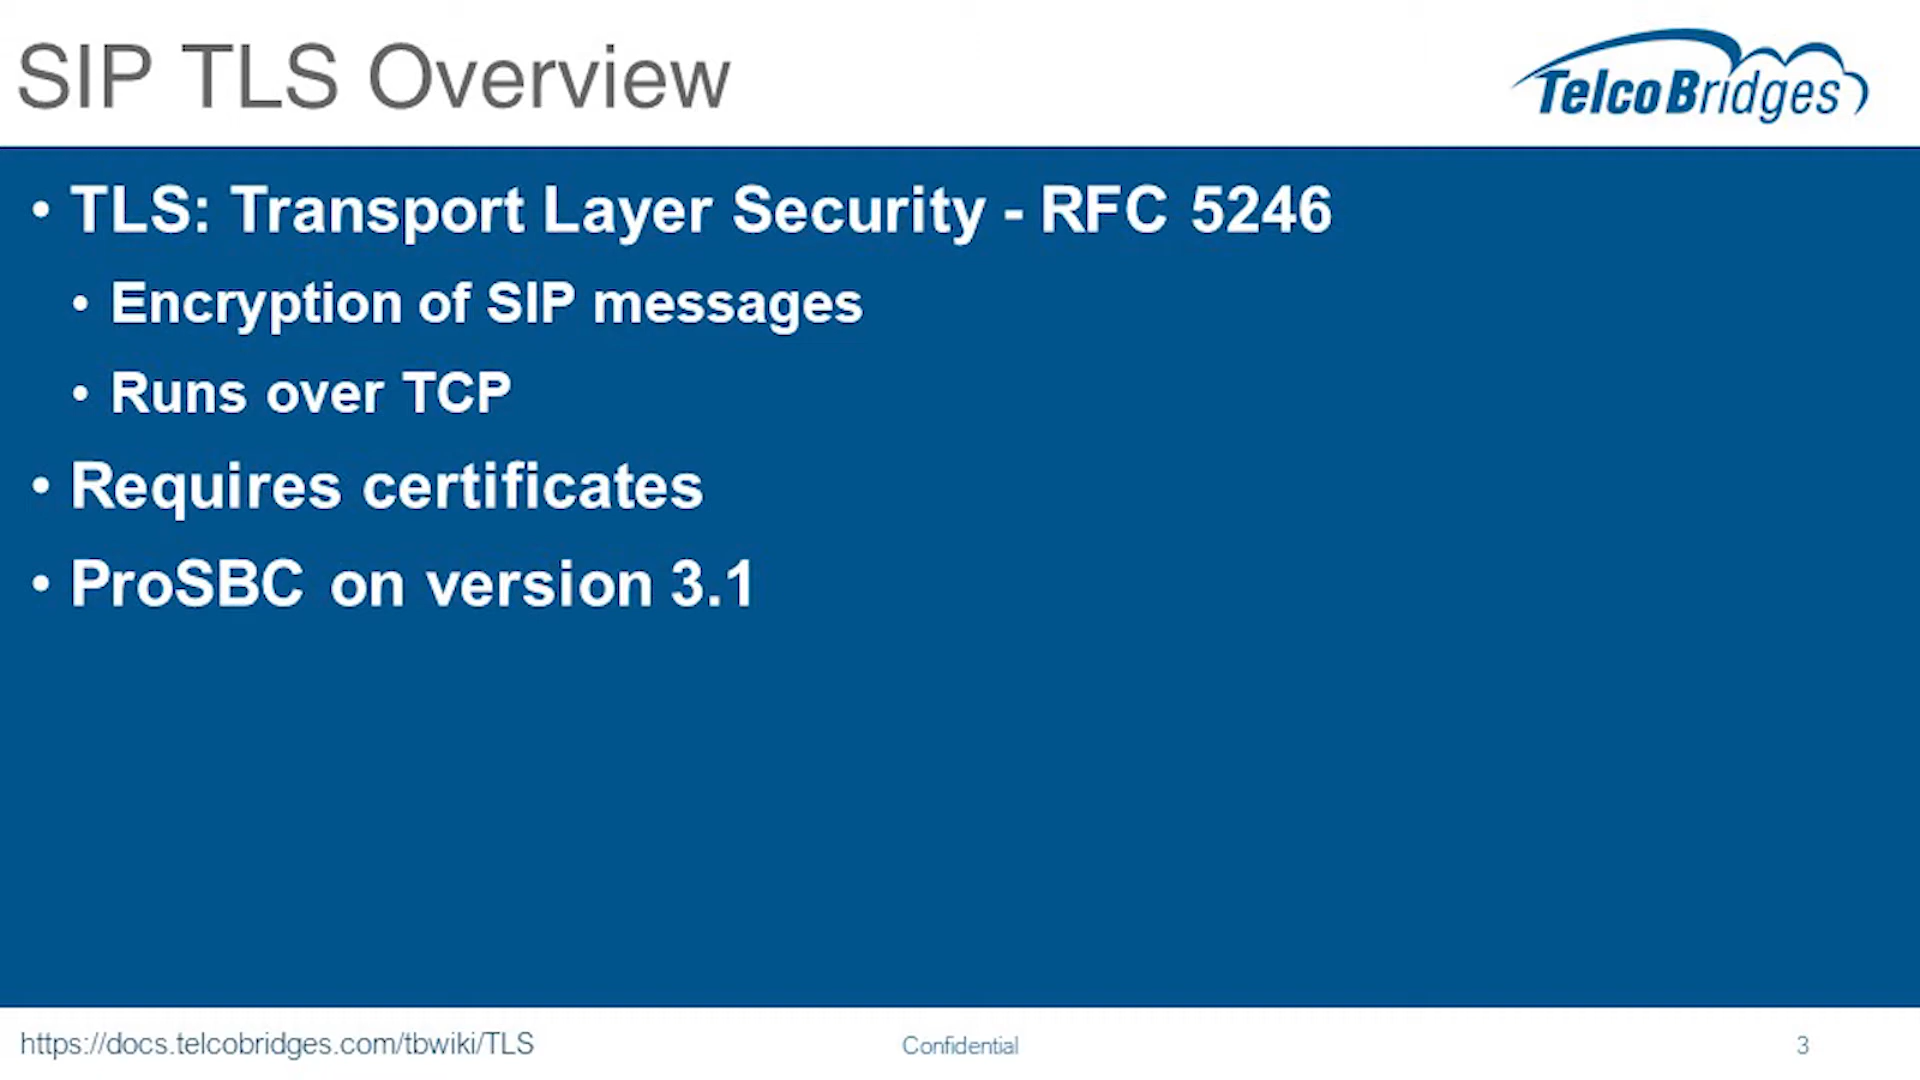 SIP TLS Overview
TelcoBridges
• TLS: Transport Layer Security - RFC 5246
• Encryption of SIP messages
• Runs over TCP
• Requires certificates
• ProSBC on version 3.1
https://docs.telcobridges.com/tbwiki/TLS
Confidential
3